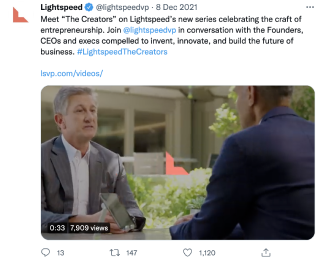 Lightspeed @lightspeedvp · 8 Dec 2021
Meet “The Creators” on Lightspeed's new series celebrating the craft of
entrepreneurship. Join @lightspeedvp in conversation with the Founders,
CEOs and execs compelled to invent, innovate, and build the future of
business. #LightspeedTheCreators
lsvp.com/videos/
0:33 7,909 views
13 147 1,120